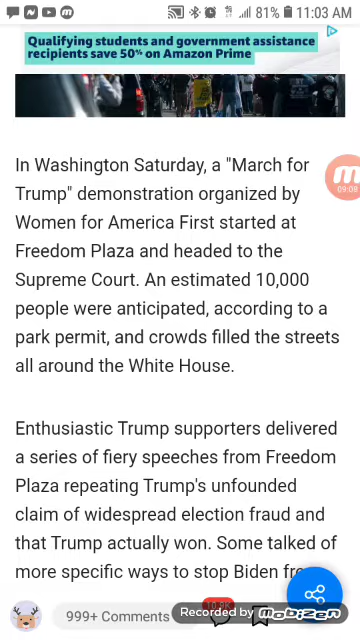 81% 11:03 AM
Qualifying students and government assistance
recipients save 50% on Amazon Prime
In Washington Saturday, a "March for
Trump" demonstration organized by
Women for America First started at
Freedom Plaza and headed to the
Supreme Court. An estimated 10,000
people were anticipated, according to a
park permit, and crowds filled the streets
all around the White House.
09:08
Enthusiastic Trump supporters delivered
a series of fiery speeches from Freedom
Plaza repeating Trump's unfounded
claim of widespread election fraud and
that Trump actually won. Some talked of
more specific ways to stop Biden
999+ Comments
Recorded by mobizen